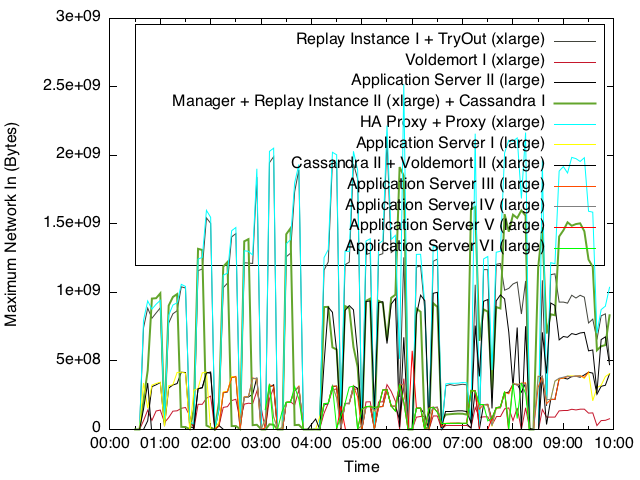 3e+09
2.5e+09
2e+09
1.5e+09
1e+09
5e+08
0
Maximum Network In (Bytes)
Replay Instance I + TryOut (xlarge)
Voldemort I (xlarge)
Application Server II (large)
Manager + Replay Instance II (xlarge) + Cassandra I
HA Proxy + Proxy (xlarge)
Application Server I (large)
Cassandra II + Voldemort II (xlarge)
Application Server III (large)
Application Server IV (large)
Application Server V (large)
Application Server VI (large)
00:00 01:00 02:00 03:00 04:00 05:00 06:00 07:00 08:00 09:00 10:00
Time